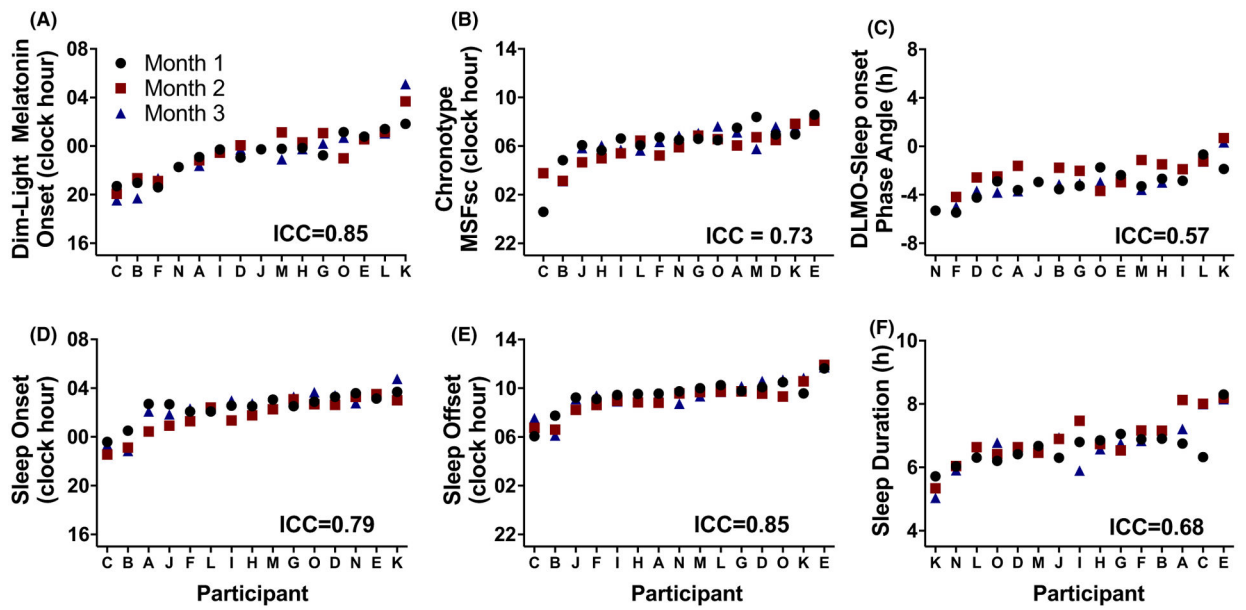 (A)
Dim-Light Melatonin
Onset (clock hour)
08
04
00
20
16
Month 1
Month 2
Month 3
ICC=0.85
C B F N A I D J M H G O E L K
(B)
Chronotype
MSFsc (clock hour)
14
10
06
02
22
ICC = 0.73
C B J H I L F N G O A M D K E
(C)
DLMO-Sleep onset
Phase Angle (h)
4
0
-4
-8
ICC=0.57
N F D C A J B G O E M H I L K
(D)
Sleep Onset
(clock hour)
08
04
00
20
16
ICC=0.79
C B A J F L I H M G O D N E K
Participant
(E)
Sleep Offset
(clock hour)
14
10
06
02
22
ICC=0.85
C B J F I H A N M L G D O K E
Participant
(F)
Sleep Duration (h)
10
8
6
4
ICC=0.68
K N L O D M J I H G F B A C E
Participant